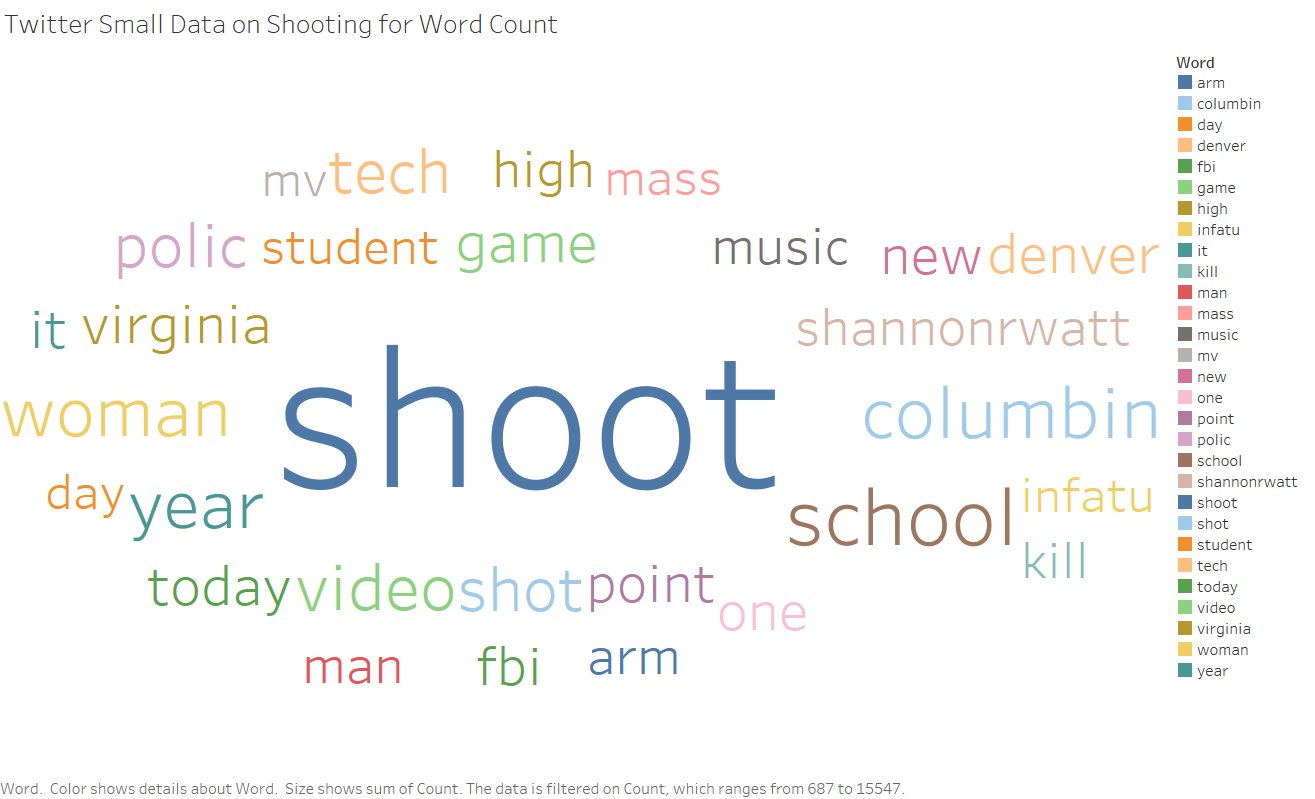 Twitter Small Data on Shooting for Word Count
mv tech high mass
polic student game music new denver
it virginia shannonrwatt
woman shoot columbin
day year school infatu
kill
today video shot point one
man fbi arm
Word
arm
columbin
day
denver
fbi
game
high
infatu
it
kill
man
mass
music
mv
new
one
point
polic
school
shannonrwatt
shoot
shot
student
tech
today
video
virginia
woman
year
Word.  Color shows details about Word.  Size shows sum of Count. The data is filtered on Count, which ranges from 687 to 15547.